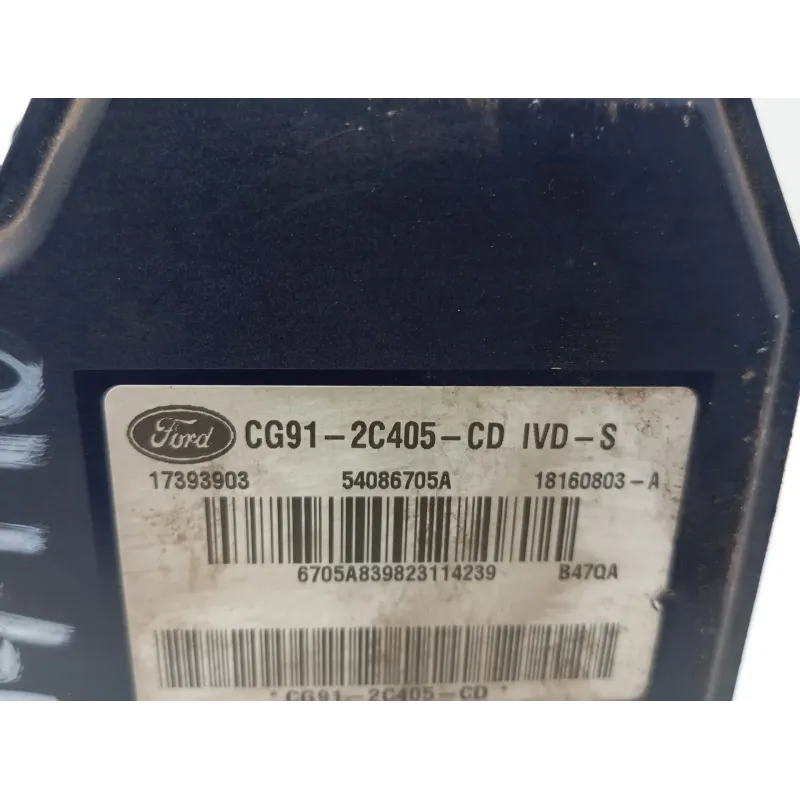 Ford CG91-2C405-CD IVD-S
17393903 54086705A 18160803-A
6705A839823114239 B47QA
* CG91-2C405-CD *